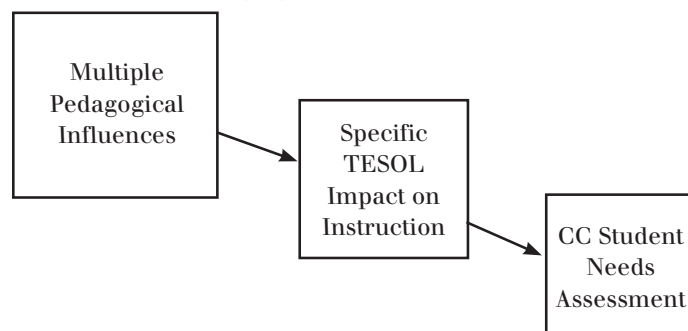 Multiple
Pedagogical
Influences
Specific
TESOL
Impact on
Instruction
CC Student
Needs
Assessment